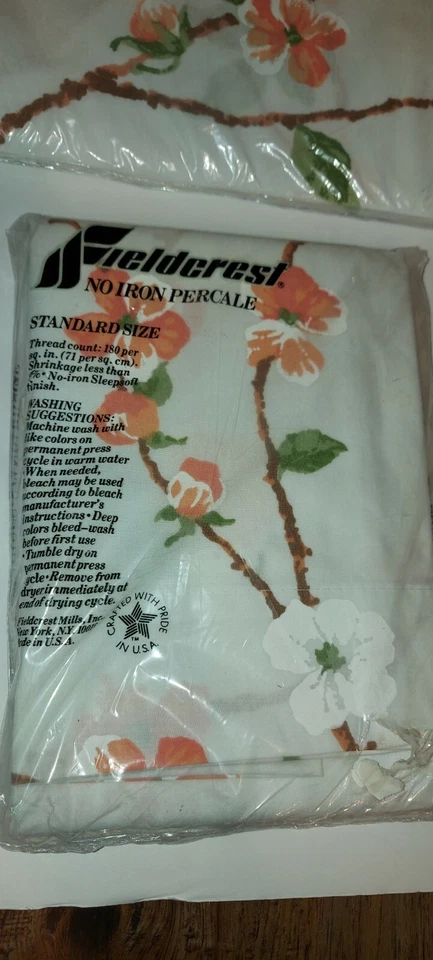 Fieldcrest®
NO IRON PERCALE
STANDARD SIZE
Thread count: 180 per
sq. in. (71 per sq. cm).
Shrinkage less than
No-iron Sleepsoft
finish.
WASHING
SUGGESTIONS:
Machine wash with
like colors on
permanent press
cycle in warm water
• When needed,
bleach may be used
according to bleach
manufacturer's
instructions • Deep
colors bleed—wash
before first use
• Tumble dry on
permanent press
cycle • Remove from
dryer immediately at
end of drying cycle.
Fieldcrest Mills, Inc.
New York, N.Y.
Made in U.S.A.
CRAFTED WITH PRIDE
IN U.S.A.
TM